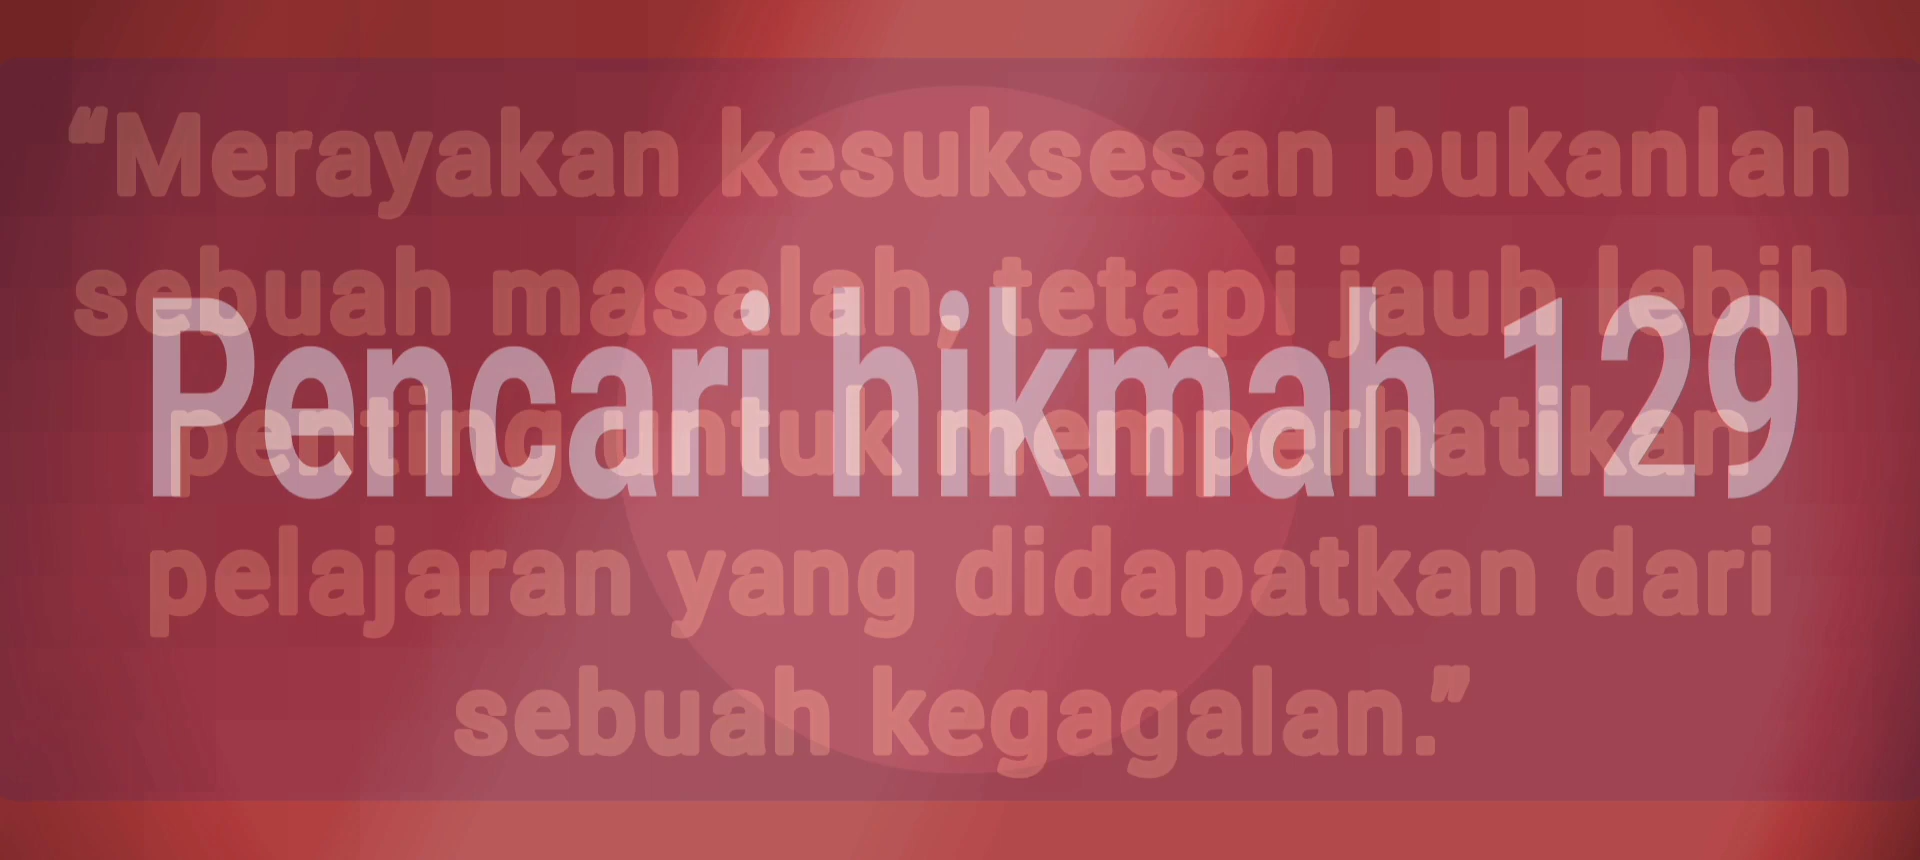 “Merayakan kesuksesan bukanlah
sebuah masalah, tetapi jauh lebih
Pencari hikmah 129
penting untuk memperhatikan
pelajaran yang didapatkan dari
sebuah kegagalan.”